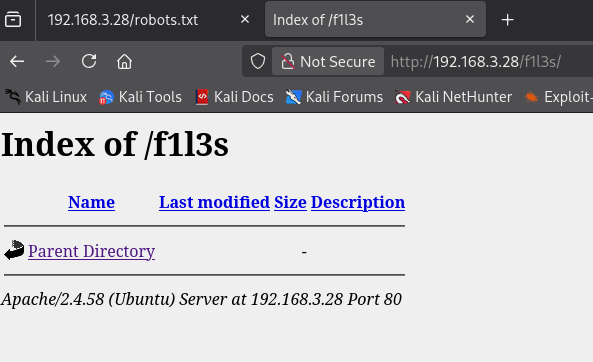 192.168.3.28/robots.txt
Index of /f1l3s
Not Secure
http://192.168.3.28/f1l3s/
Kali Linux
Kali Tools
Kali Docs
Kali Forums
Kali NetHunter
Exploit-
Index of /f1l3s
Name Last modified Size Description
Parent Directory -
Apache/2.4.58 (Ubuntu) Server at 192.168.3.28 Port 80